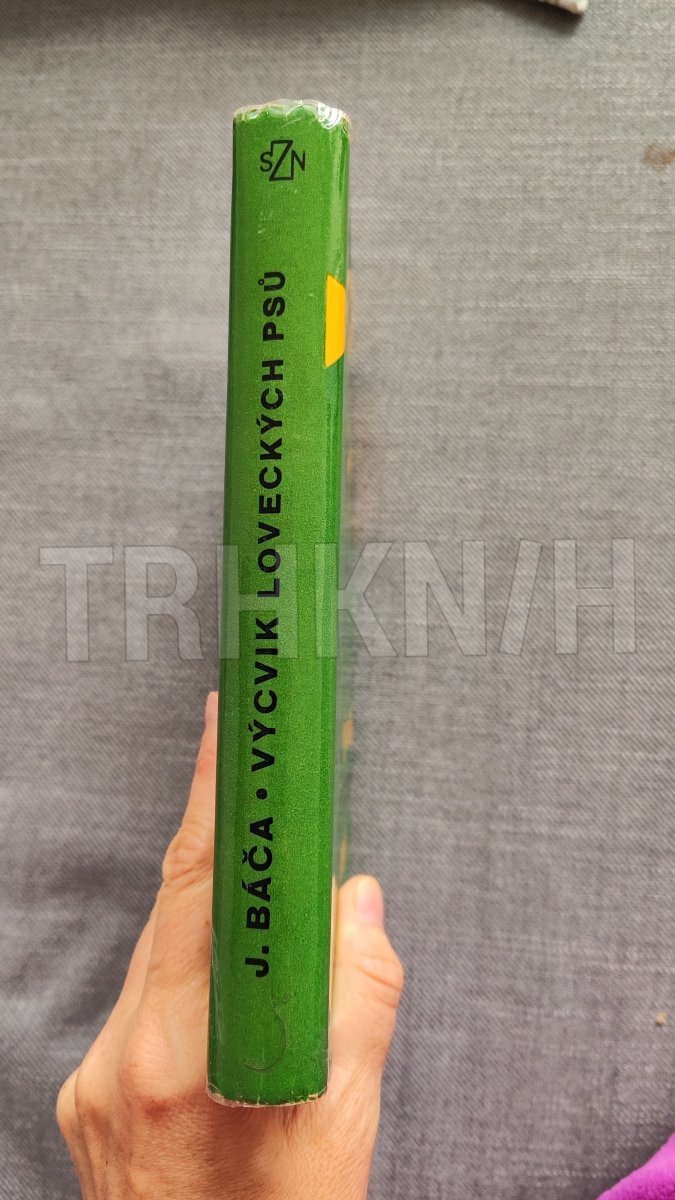 SZN
J. BÁČA • VÝCVIK LOVECKÝCH PSŮ
TRHKNIH